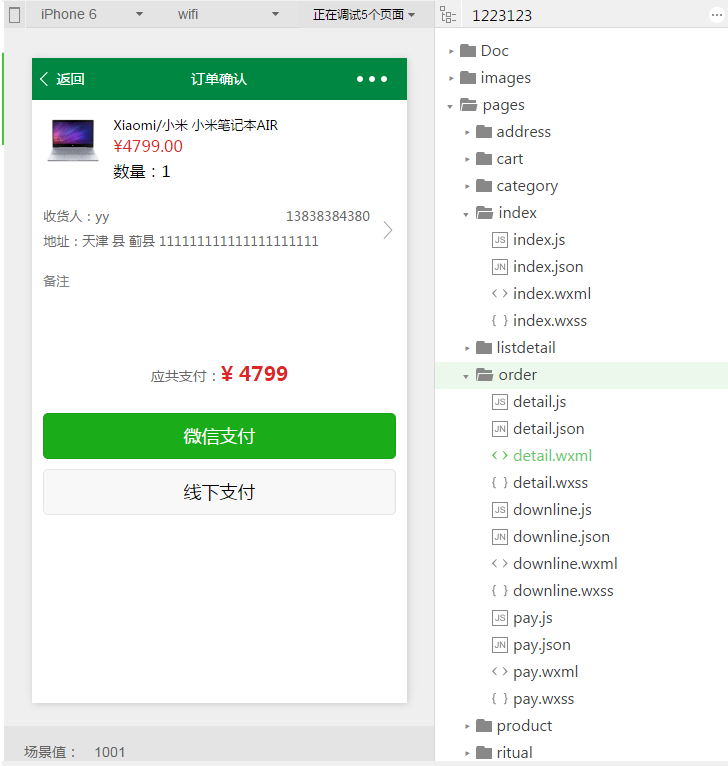 iPhone 6 wifi 正在调试5个页面
返回 订单确认
Xiaomi/小米 小米笔记本AIR
¥4799.00
数量：1
收货人：yy 13838384380
地址：天津 县 蓟县 111111111111111111111
备注
应共支付：¥ 4799
微信支付
线下支付
场景值： 1001
1223123
Doc
images
pages
address
cart
category
index
JS index.js
JN index.json
< > index.wxml
{ } index.wxss
listdetail
order
JS detail.js
JN detail.json
< > detail.wxml
{ } detail.wxss
JS downline.js
JN downline.json
< > downline.wxml
{ } downline.wxss
JS pay.js
JN pay.json
< > pay.wxml
{ } pay.wxss
product
ritual